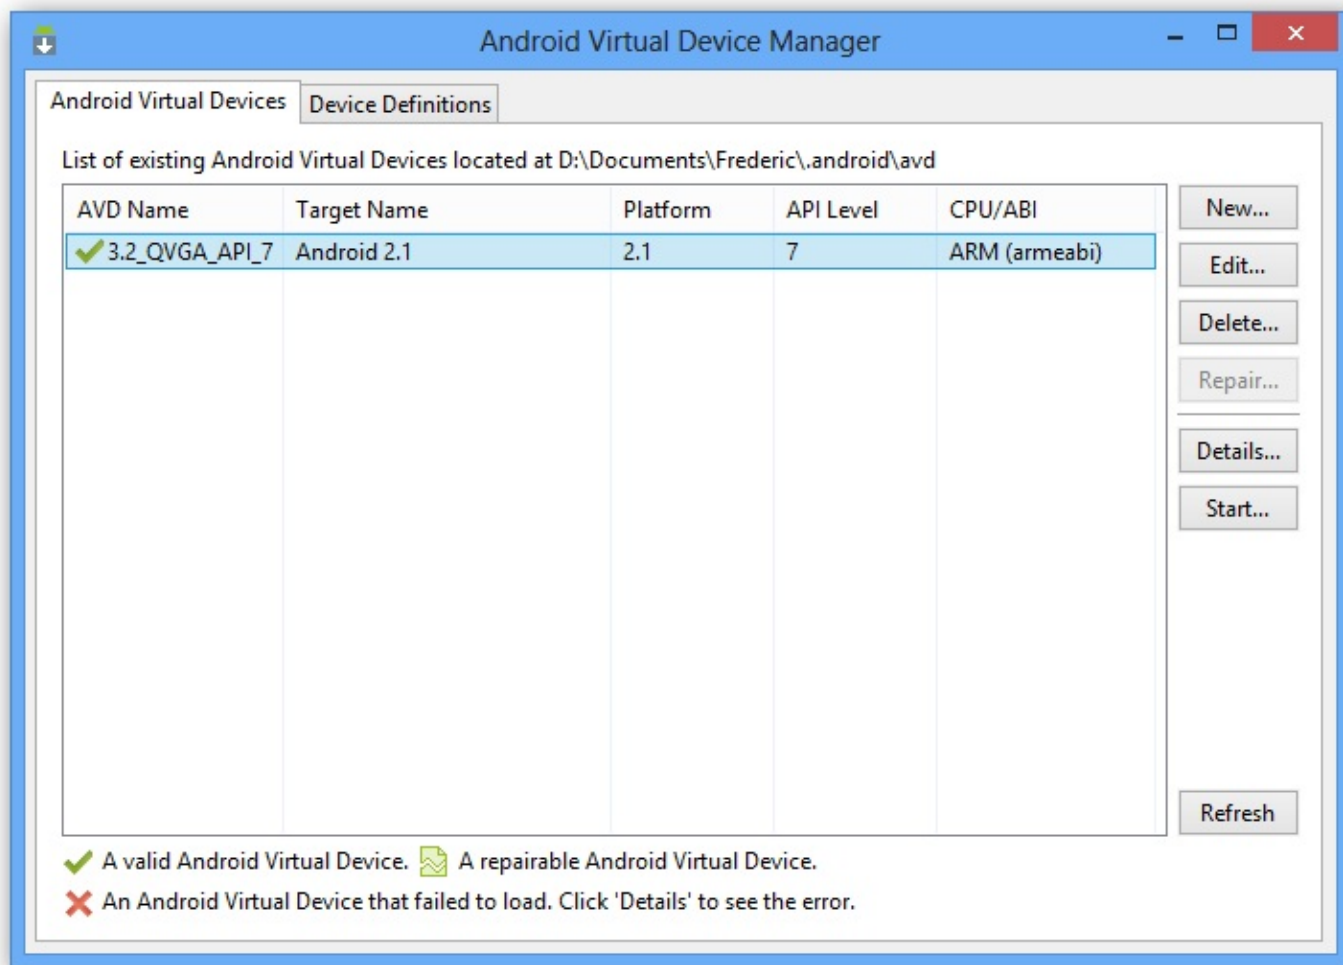 Android Virtual Device Manager
Android Virtual Devices Device Definitions
List of existing Android Virtual Devices located at D:\Documents\Frederic\.android\avd
AVD Name Target Name Platform API Level CPU/ABI
3.2_QVGA_API_7 Android 2.1 2.1 7 ARM (armeabi)
New...
Edit...
Delete...
Repair...
Details...
Start...
Refresh
A valid Android Virtual Device. A repairable Android Virtual Device.
An Android Virtual Device that failed to load. Click 'Details' to see the error.